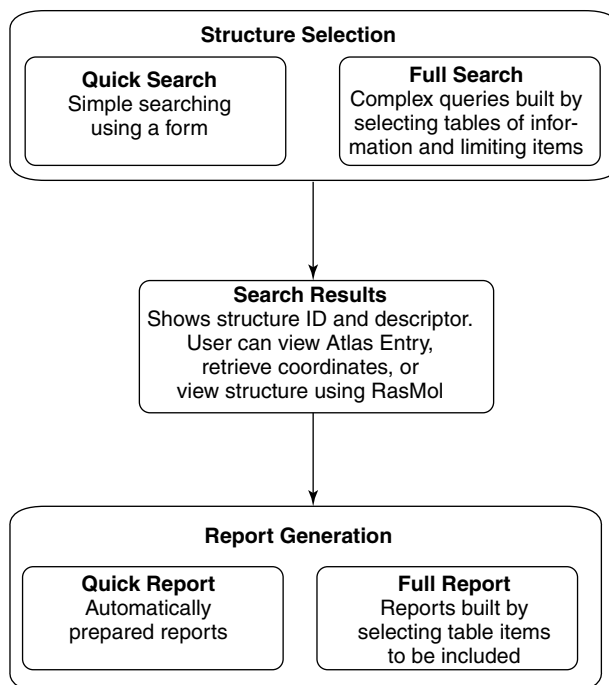 Structure Selection
Quick Search
Simple searching
using a form
Full Search
Complex queries built by
selecting tables of infor-
mation and limiting items
Search Results
Shows structure ID and descriptor.
User can view Atlas Entry,
retrieve coordinates, or
view structure using RasMol
Report Generation
Quick Report
Automatically
prepared reports
Full Report
Reports built by
selecting table items
to be included